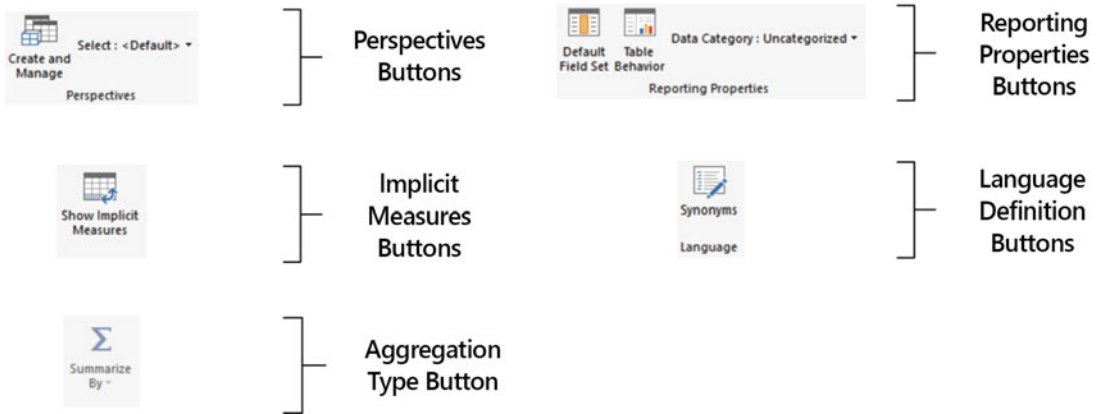 Create and
Manage
Select : <Default>
Perspectives
Perspectives
Buttons
Default
Field Set
Table
Behavior
Data Category : Uncategorized
Reporting Properties
Reporting
Properties
Buttons
Show Implicit
Measures
Implicit
Measures
Buttons
Synonyms
Language
Language
Definition
Buttons
Σ
Summarize
By
Aggregation
Type Button